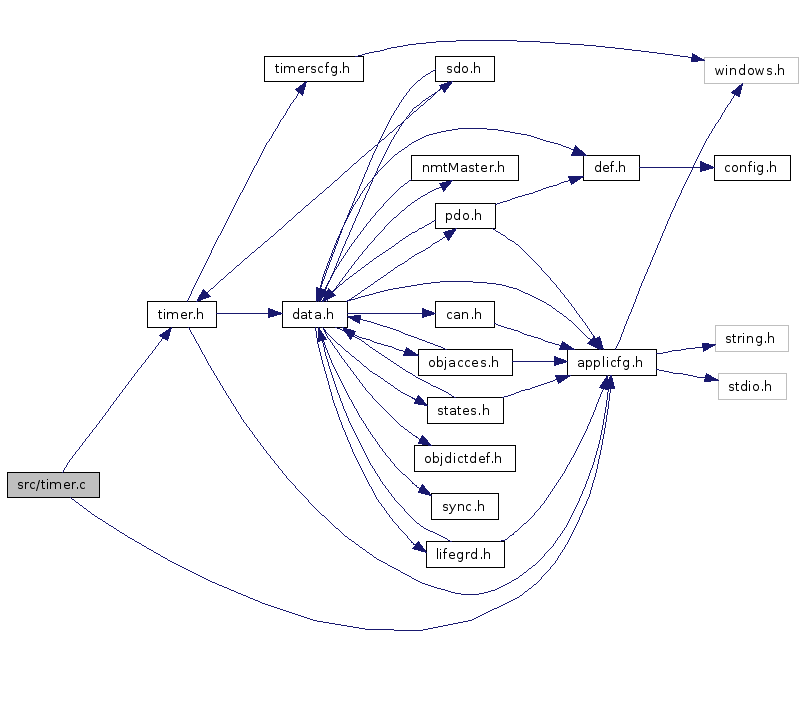 timerscfg.h
sdo.h
windows.h
nmtMaster.h
def.h
config.h
pdo.h
timer.h
data.h
can.h
string.h
objacces.h
applicfg.h
stdio.h
states.h
objdictdef.h
src/timer.c
sync.h
lifegrd.h